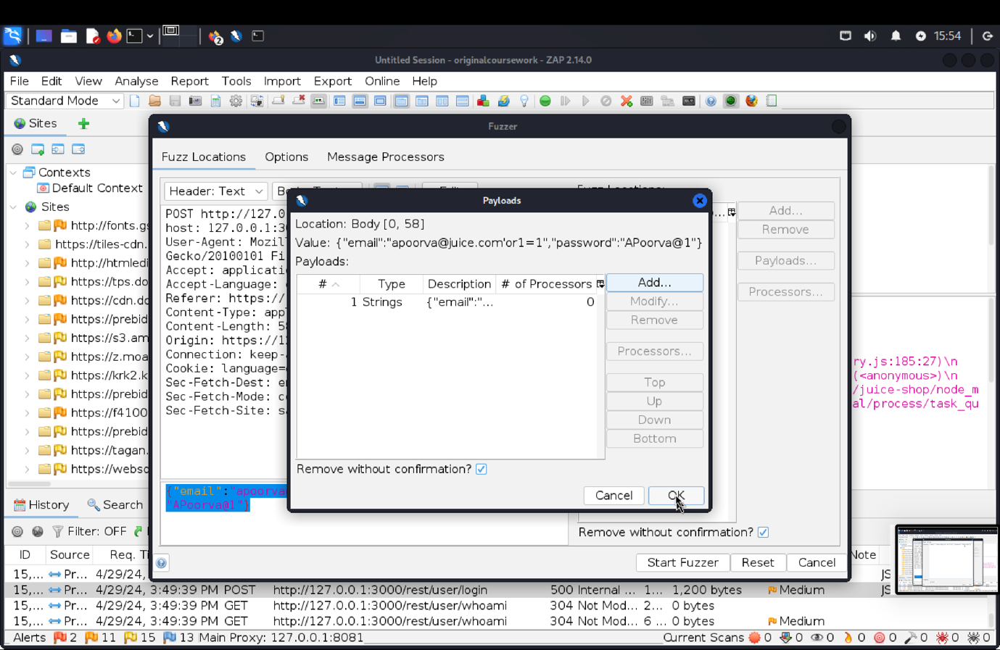 2
15:54
Untitled Session - originalcoursework - ZAP 2.14.0
File Edit View Analyse Report Tools Import Export Online Help
Standard Mode
Sites
Fuzzer
Fuzz Locations Options Message Processors
Contexts
Default Context
Sites
http://fonts.gs
https://tiles-cdn.
http://htmledi
https://tps.do
https://cdn.do
https://prebid
https://s3.am
https://z.moa
https://krk2.k
https://prebid
https://f4100
https://prebid
https://tagan.
https://webso
Header: Text
POST http://127.0
host: 127.0.0.1:3
User-Agent: Mozil
Gecko/20100101 Fi
Accept: applicati
Accept-Language:
Referer: https://
Content-Type: app
Content-Length: 58
Origin: https://1
Connection: keep-
Cookie: language=
Sec-Fetch-Dest: e
Sec-Fetch-Mode: c
Sec-Fetch-Site: s
{"email":"apoorva
"APoorva@1"}
Payloads
Location: Body [0, 58]
Value: {"email":"apoorva@juice.com'or1=1","password":"APoorva@1"}
Payloads:
# Type Description # of Processors
1 Strings {"email":"... 0
Add...
Modify...
Remove
Processors...
Top
Up
Down
Bottom
Remove without confirmation?
Cancel OK
Add...
Remove
Payloads...
Processors...
Remove without confirmation?
Start Fuzzer Reset Cancel
ry.js:185:27)\n
(<anonymous>)\n
/juice-shop/node_m
al/process/task_qu
History Search
Filter: OFF
ID Source Req. Ti Note
15,... Pr... 4/29/24,
15,... Pr... 4/29/24, 3:49:39 PM POST http://127.0.0.1:3000/rest/user/login 500 Internal ... 1... 1,200 bytes Medium
15,... Pr... 4/29/24, 3:49:39 PM GET http://127.0.0.1:3000/rest/user/whoami 304 Not Mod... 2... 0 bytes
15,... Pr... 4/29/24, 3:49:39 PM GET http://127.0.0.1:3000/rest/user/whoami 304 Not Mod... 6 ... 0 bytes Medium
Alerts 2 11 15 13 Main Proxy: 127.0.0.1:8081 Current Scans 0 0 0 0 0 0 0 0